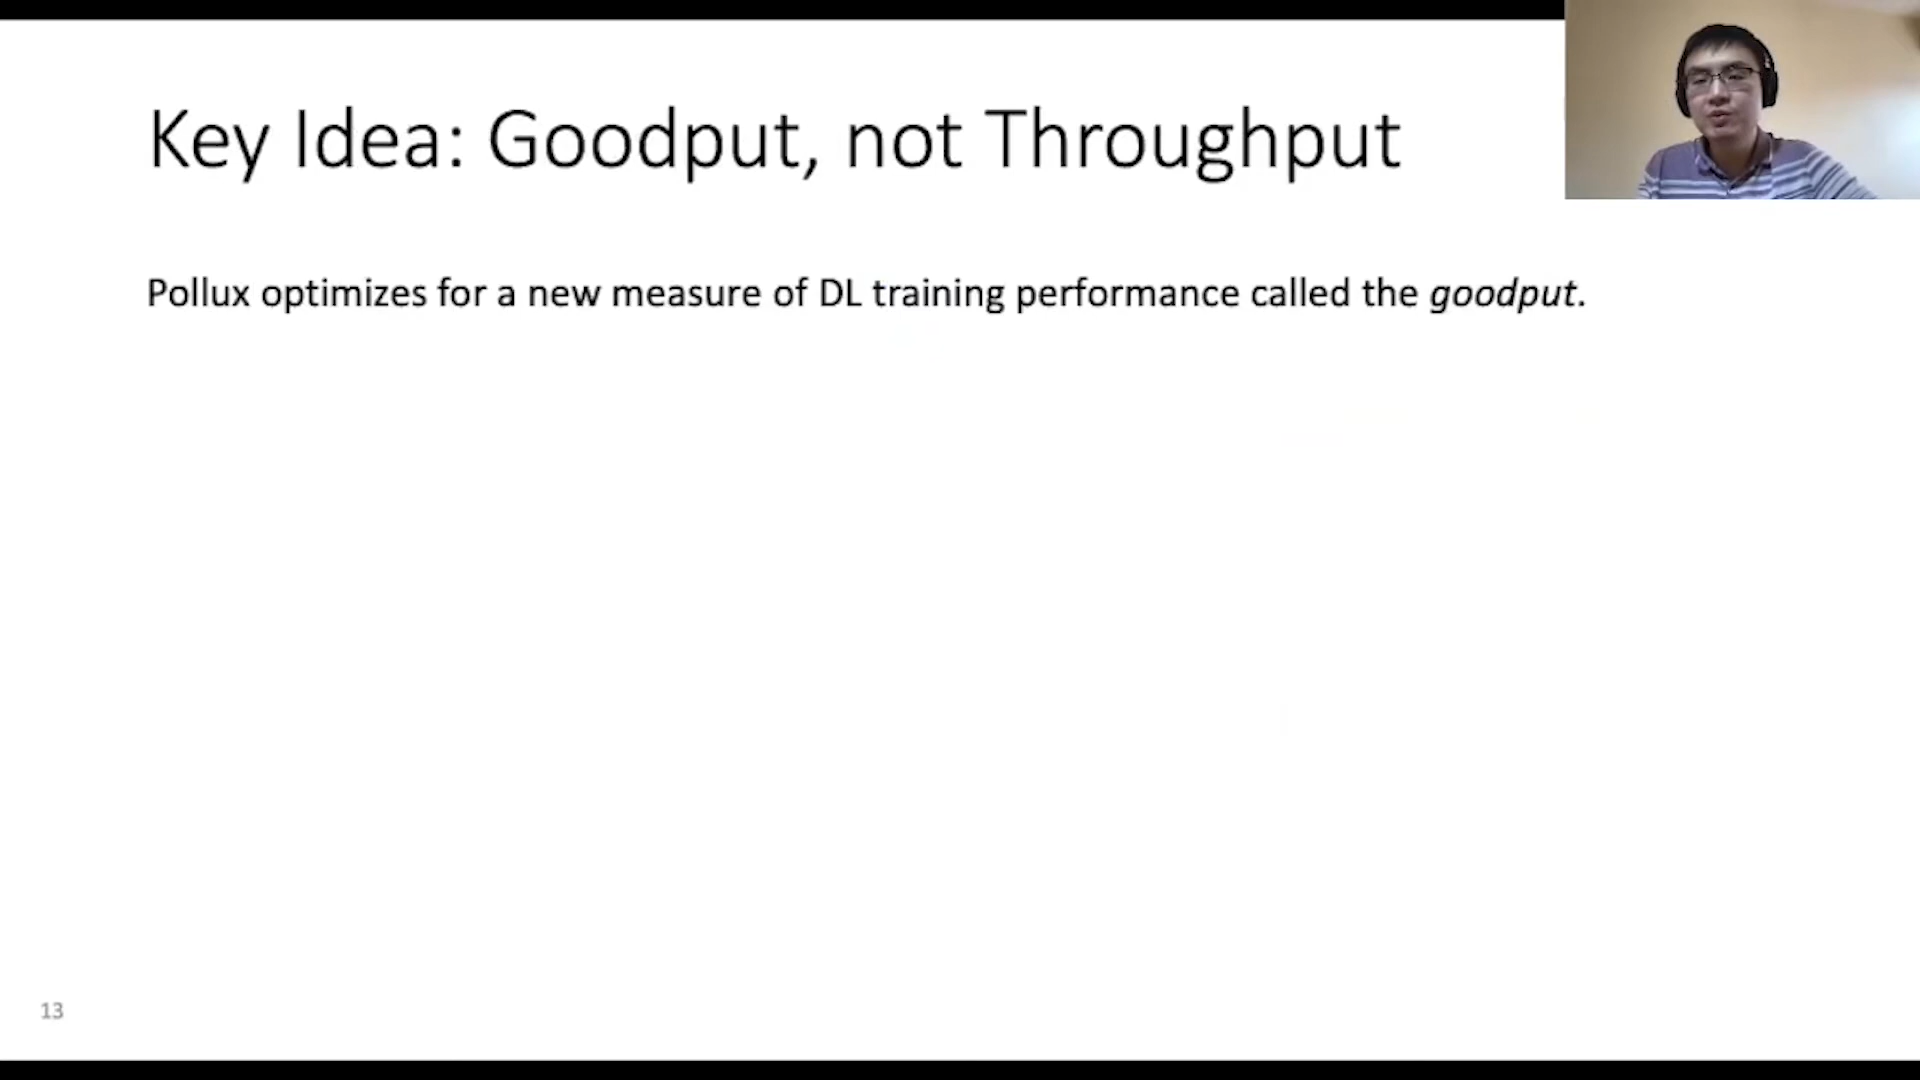 Key Idea: Goodput, not Throughput
Pollux optimizes for a new measure of DL training performance called the goodput.
13